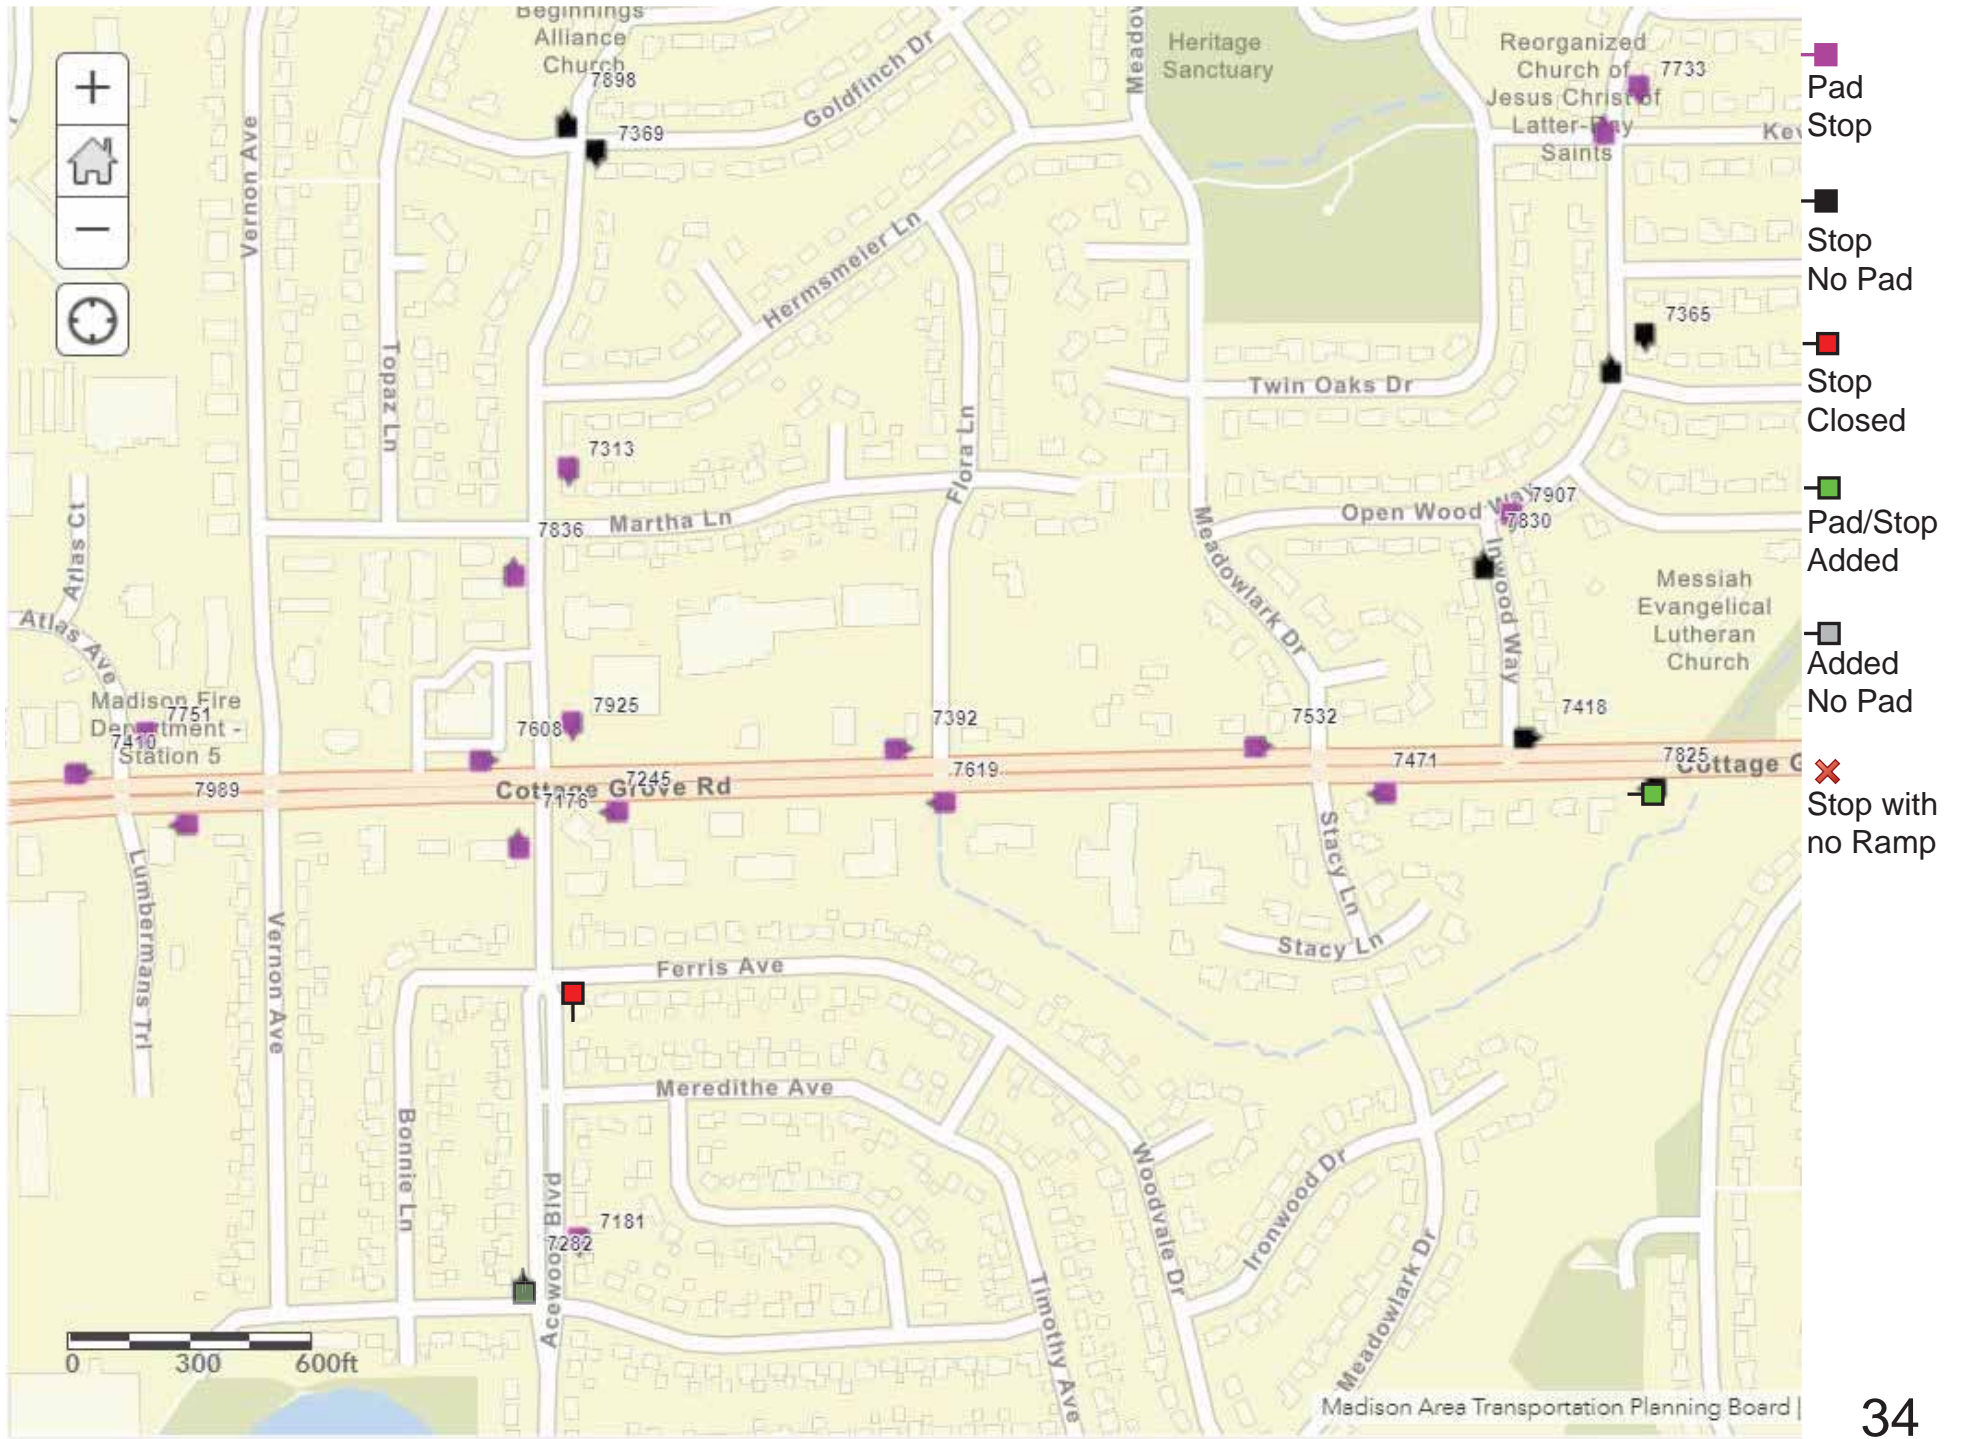 Beginnings
Alliance
Church
7898
7369
Goldfinch Dr
Heritage
Sanctuary
Reorganized
Church of
Jesus Christ of
Latter-Day
Saints
7733
Vernon Ave
Hermsmeier Ln
7365
Topaz Ln
Twin Oaks Dr
7313
Flora Ln
7836
Martha Ln
Open Wood Way
7907
7830
Atlas Ct
Atlas Ave
Meadowlark Dr
Inwood Way
Messiah
Evangelical
Lutheran
Church
Madison Fire
Department -
Station 5
7751
7410
7989
7925
7608
7392
7532
7418
7471
7825
Cottage G
Cottage Grove Rd
7245
7176
7619
Lumbermans Trl
Vernon Ave
Stacy Ln
Stacy Ln
Ferris Ave
Meredithe Ave
Bonnie Ln
Acewood Blvd
7181
7282
Woodvale Dr
Ironwood Dr
Meadowlark Dr
Timothy Ave
0 300 600ft
Madison Area Transportation Planning Board |
Pad
Stop
Stop
No Pad
Stop
Closed
Pad/Stop
Added
Added
No Pad
Stop with
no Ramp
34